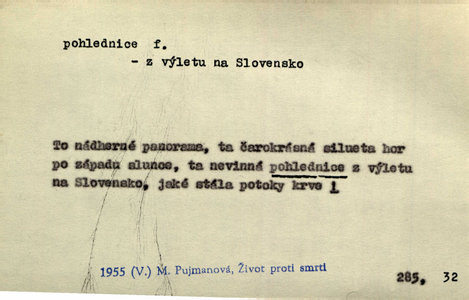 pohlednice f.
- z výletu na Slovensko
To nádherné panorama, ta čarokrásná silueta hor
po západu slunce, ta nevinná pohlednice z výletu
na Slovensko, jaké stála potoky krve !
1955 (V.) M. Pujmanová, Život proti smrti
285, 32